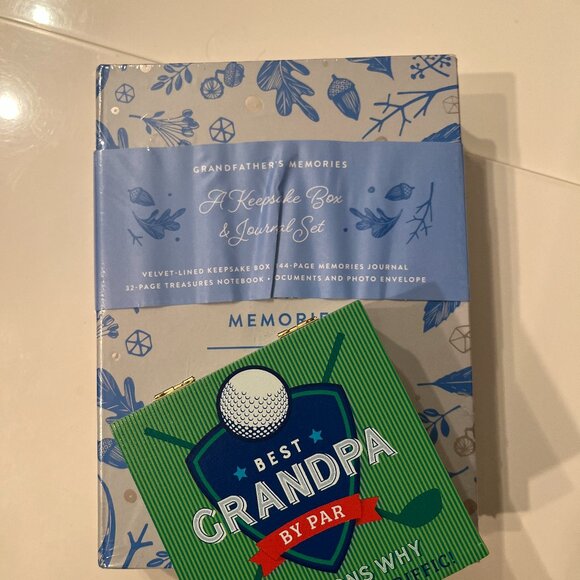 GRANDFATHER'S MEMORIES
A Keepsake Box
& Journal Set
VELVET-LINED KEEPSAKE BOX 144-PAGE MEMORIES JOURNAL
32-PAGE TREASURES NOTEBOOK • DOCUMENTS AND PHOTO ENVELOPE
BEST
GRANDPA
BY PAR
WHY